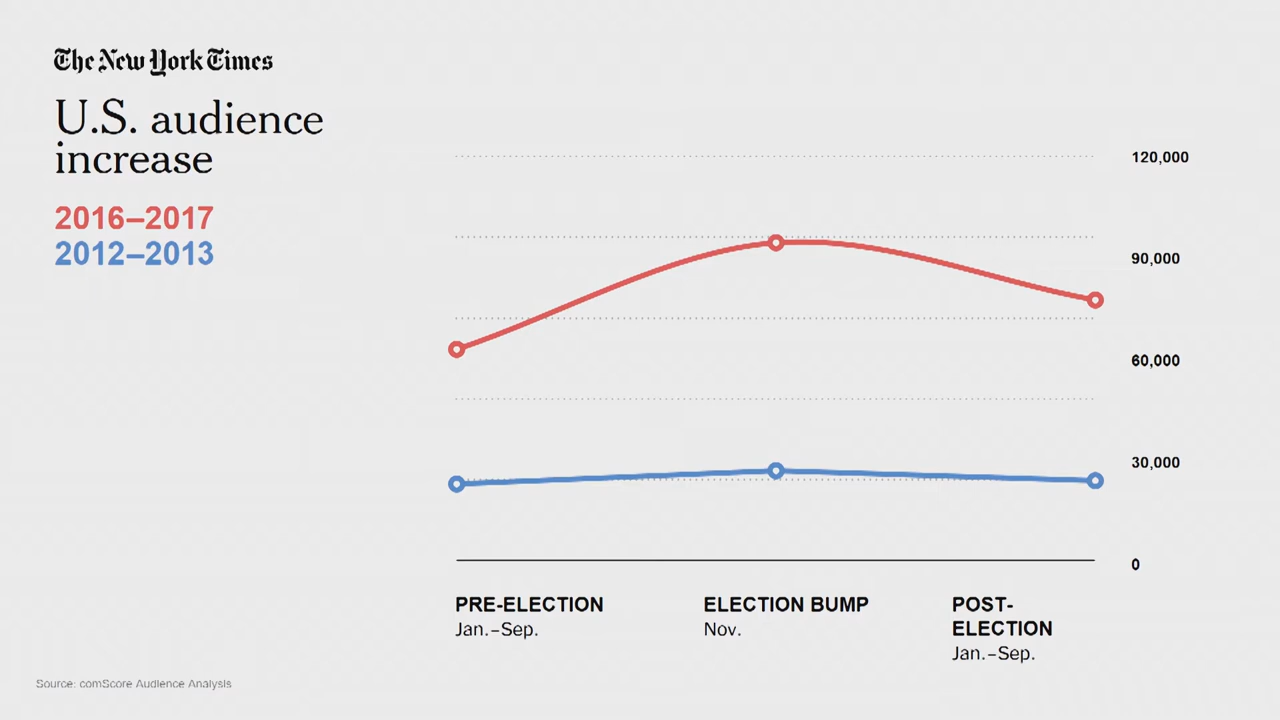 The New York Times
U.S. audience
increase
2016–2017
2012–2013
120,000
90,000
60,000
30,000
0
PRE-ELECTION
Jan.–Sep.
ELECTION BUMP
Nov.
POST-
ELECTION
Jan.–Sep.
Source: comScore Audience Analysis